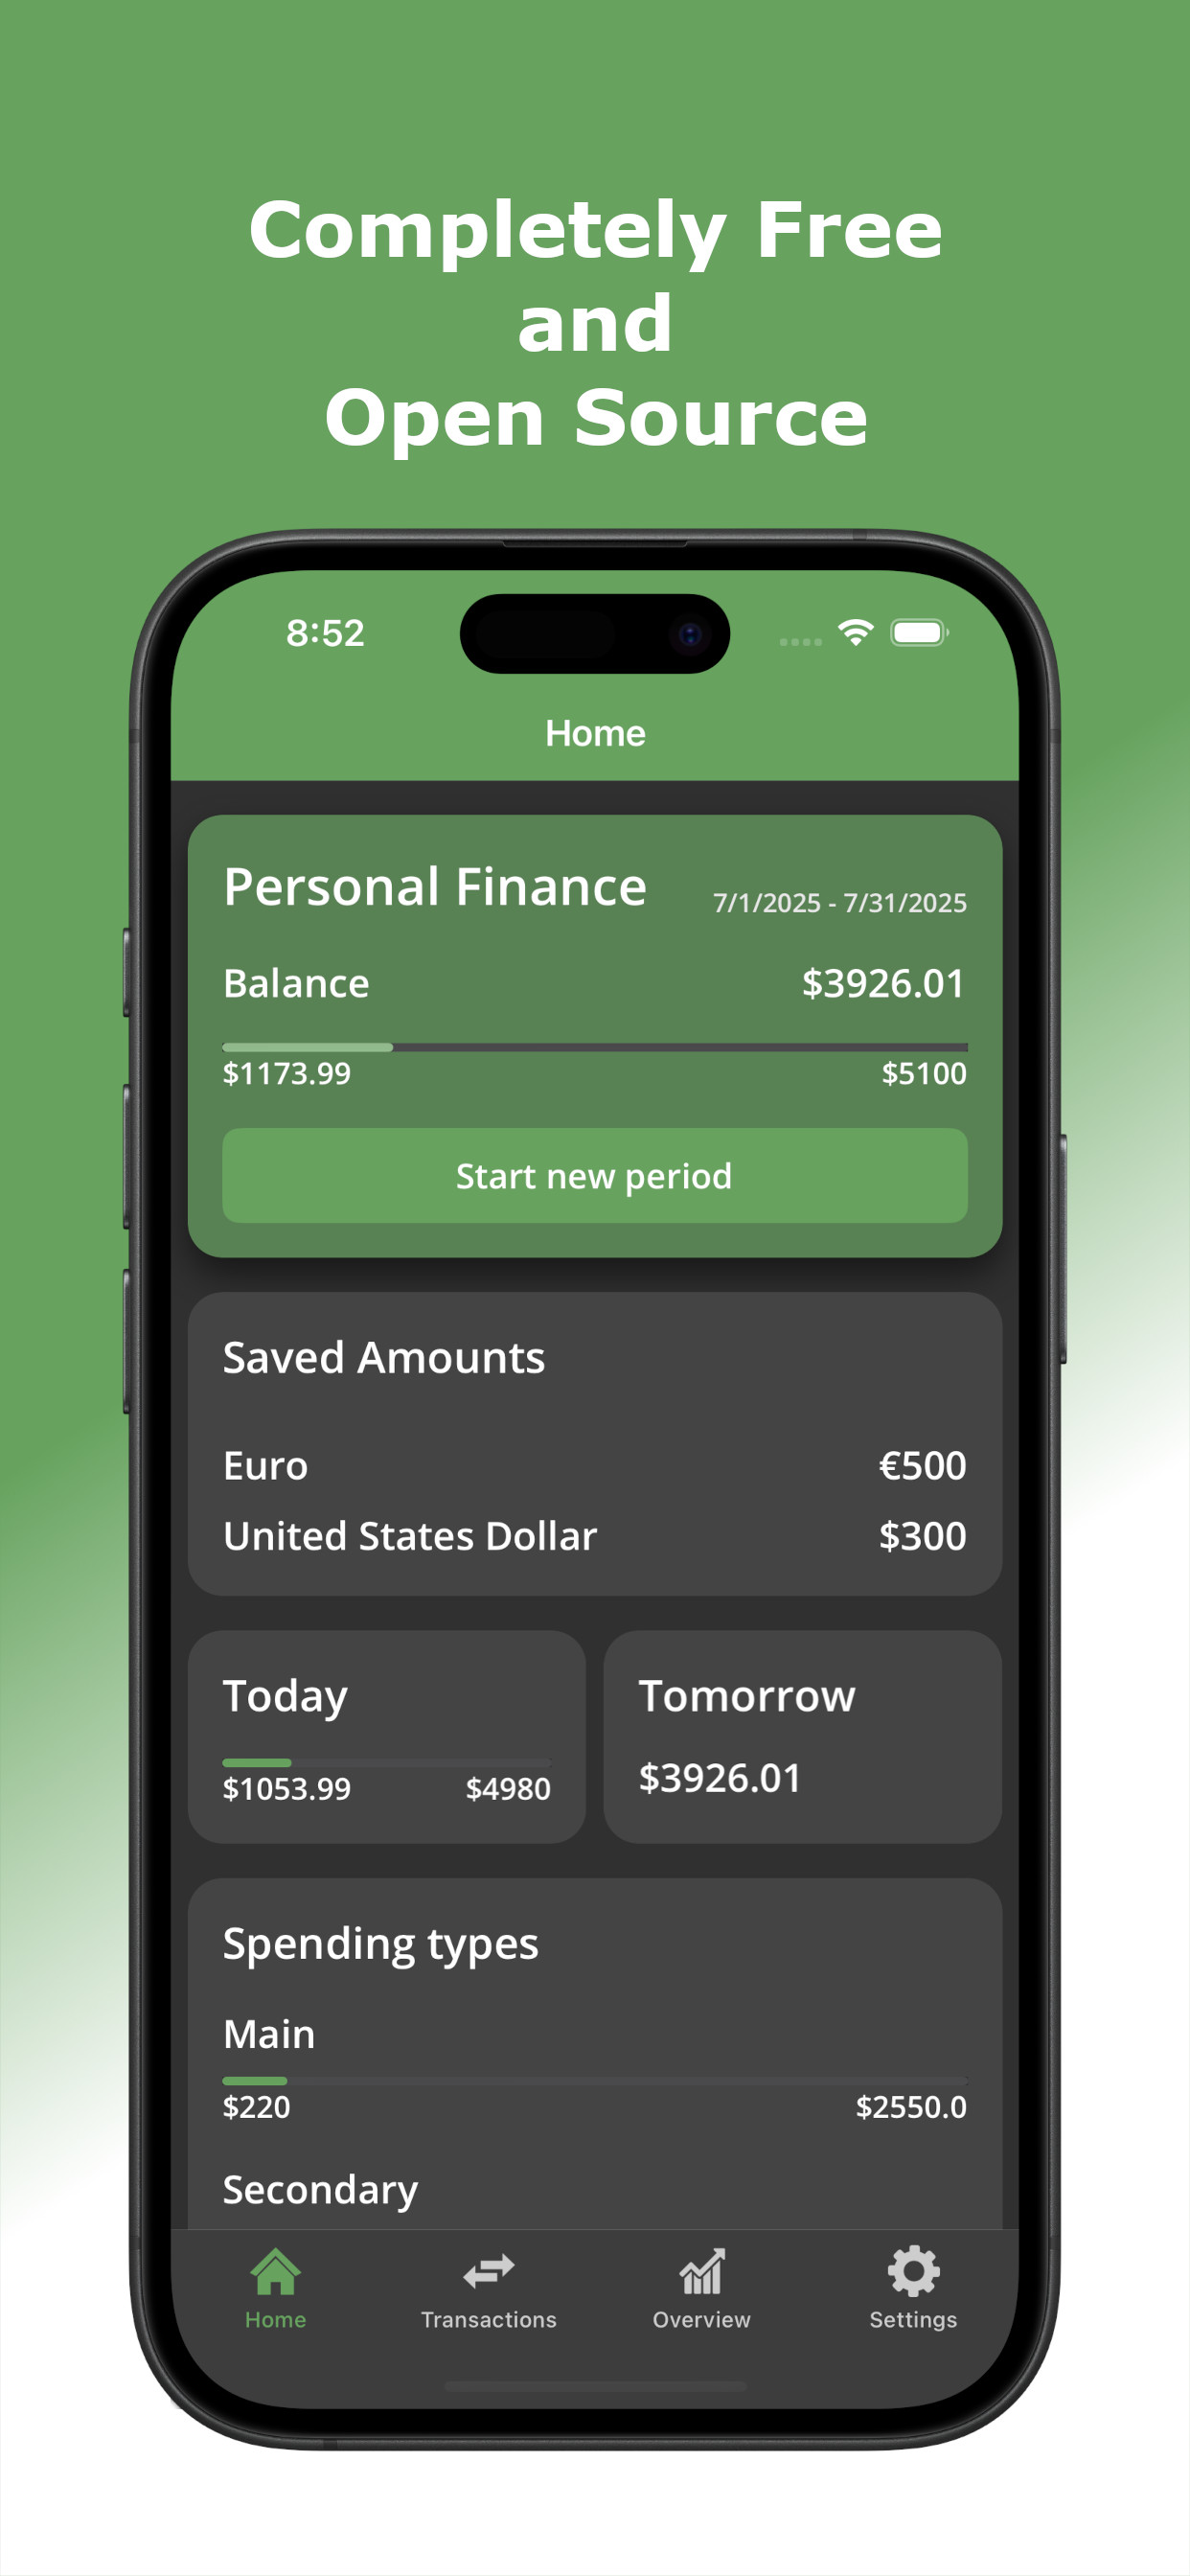 Completely Free
and
Open Source
8:52
Home
Personal Finance 7/1/2025 - 7/31/2025
Balance $3926.01
$1173.99 $5100
Start new period
Saved Amounts
Euro €500
United States Dollar $300
Today
$1053.99 $4980
Tomorrow
$3926.01
Spending types
Main
$220 $2550.0
Secondary
Home Transactions Overview Settings